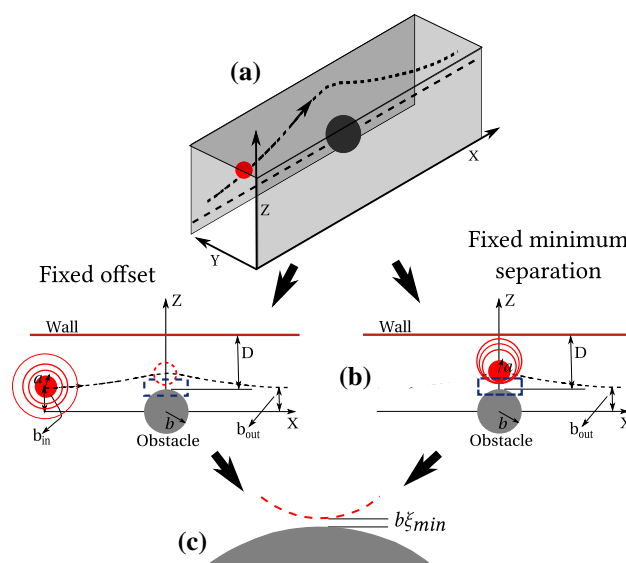 (a)
X
Z
Y
Fixed offset
Fixed minimum
separation
Z
Wall
D
a
b
X
b_in
Obstacle
b_out
Z
Wall
D
a
(b)
b
X
Obstacle
b_out
bξ_min
(c)